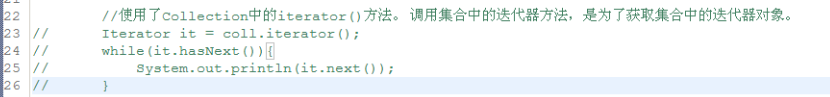 22 //使用了Collection中的iterator()方法。 调用集合中的迭代器方法，是为了获取集合中的迭代器对象。
23 // Iterator it = coll.iterator();
24 // while(it.hasNext()){
25 // System.out.println(it.next());
26 // }